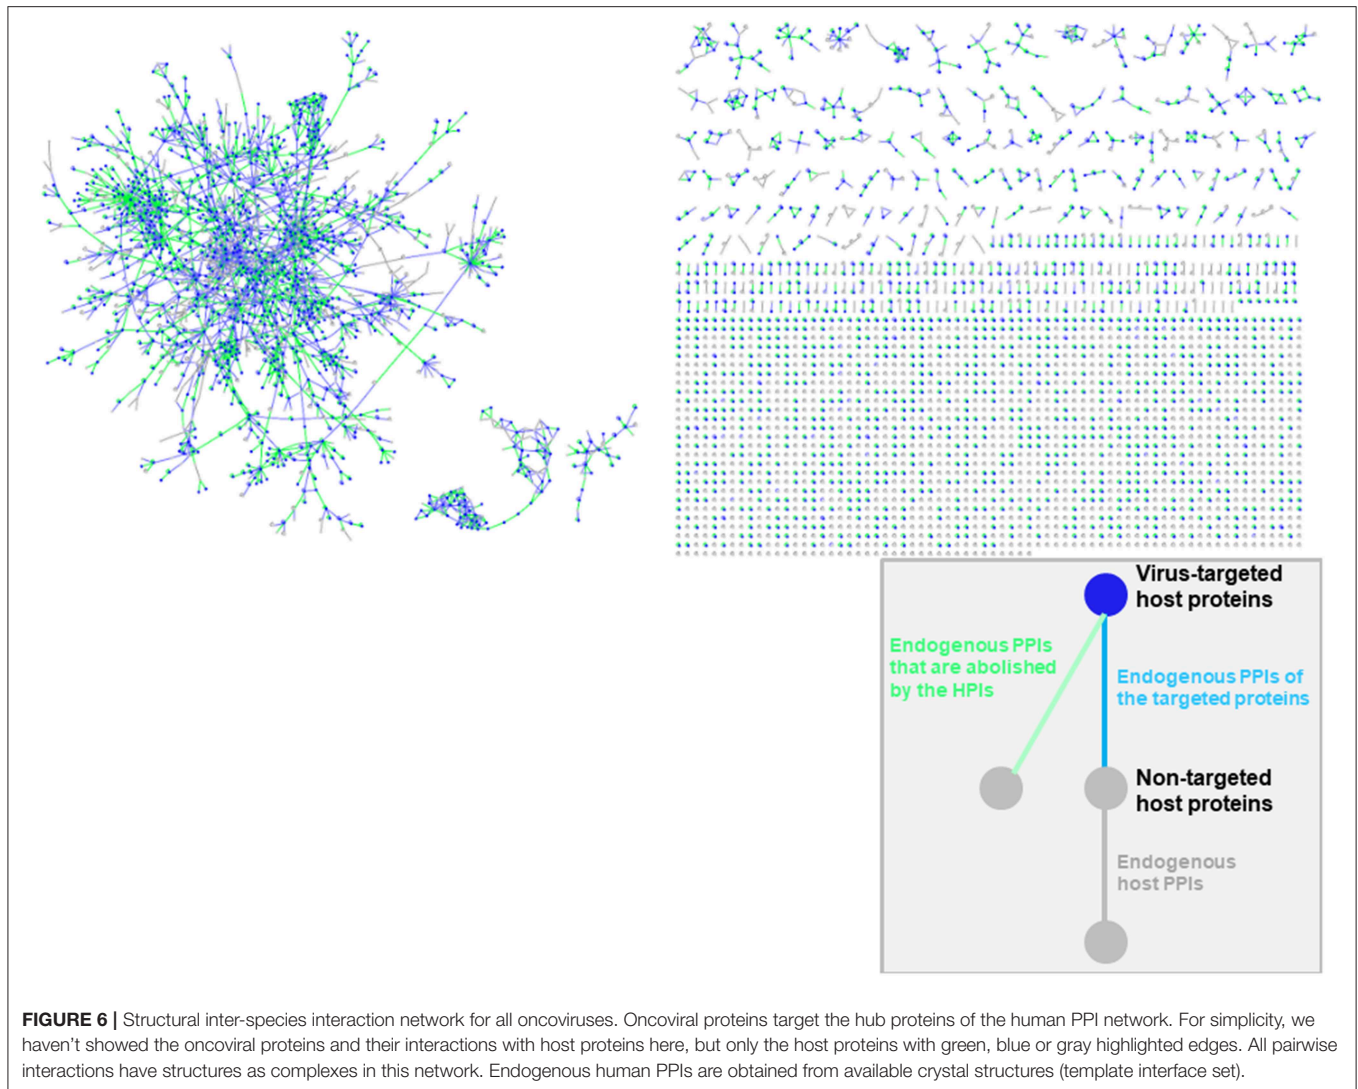 Virus-targeted
host proteins
Endogenous PPIs
that are abolished
by the HPIs
Endogenous PPIs of
the targeted proteins
Non-targeted
host proteins
Endogenous
host PPIs
FIGURE 6 | Structural inter-species interaction network for all oncoviruses. Oncoviral proteins target the hub proteins of the human PPI network. For simplicity, we
haven't showed the oncoviral proteins and their interactions with host proteins here, but only the host proteins with green, blue or gray highlighted edges. All pairwise
interactions have structures as complexes in this network. Endogenous human PPIs are obtained from available crystal structures (template interface set).